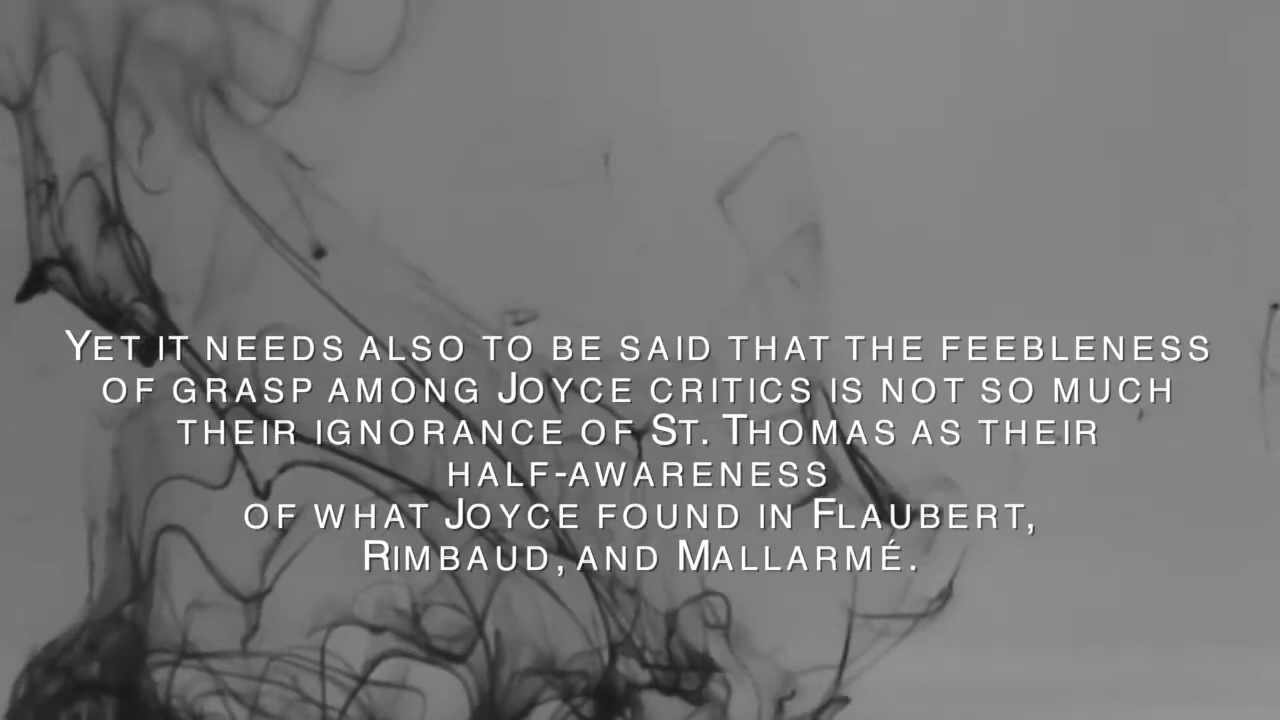 Yet it needs also to be said that the feebleness
of grasp among Joyce critics is not so much
their ignorance of St. Thomas as their
half-awareness
of what Joyce found in Flaubert,
Rimbaud, and Mallarmé.